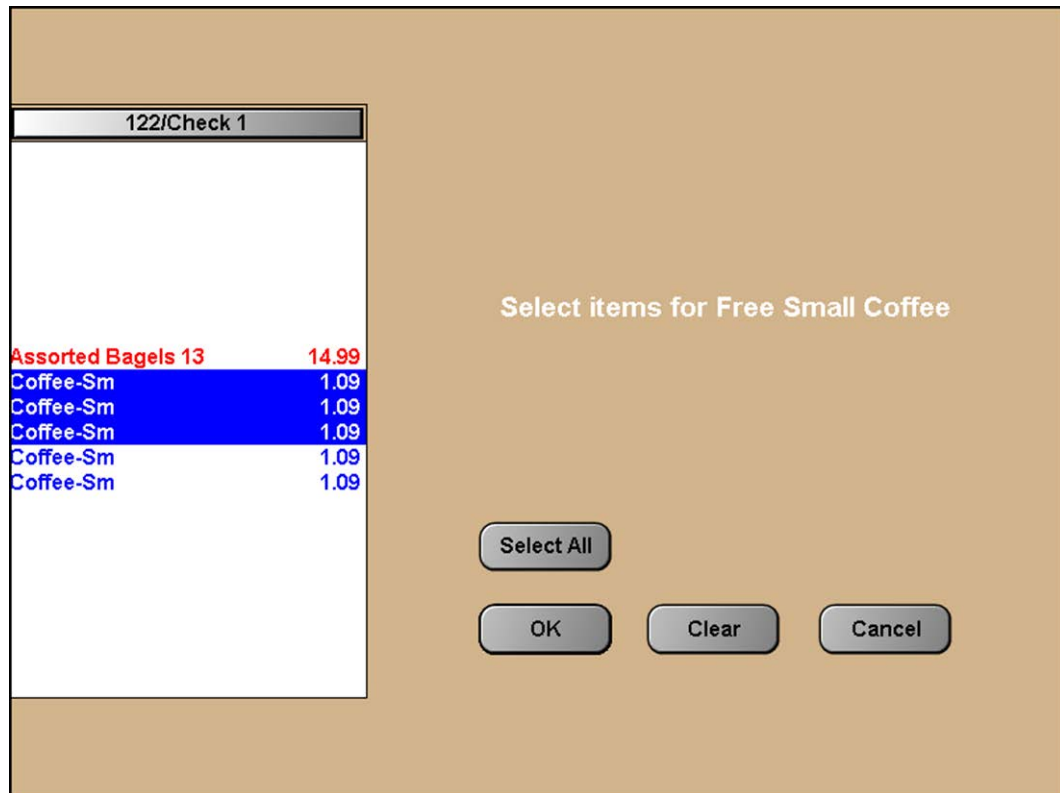 122/Check 1
Select items for Free Small Coffee
Assorted Bagels 13 14.99
Coffee-Sm 1.09
Coffee-Sm 1.09
Coffee-Sm 1.09
Coffee-Sm 1.09
Coffee-Sm 1.09
Select All
OK Clear Cancel